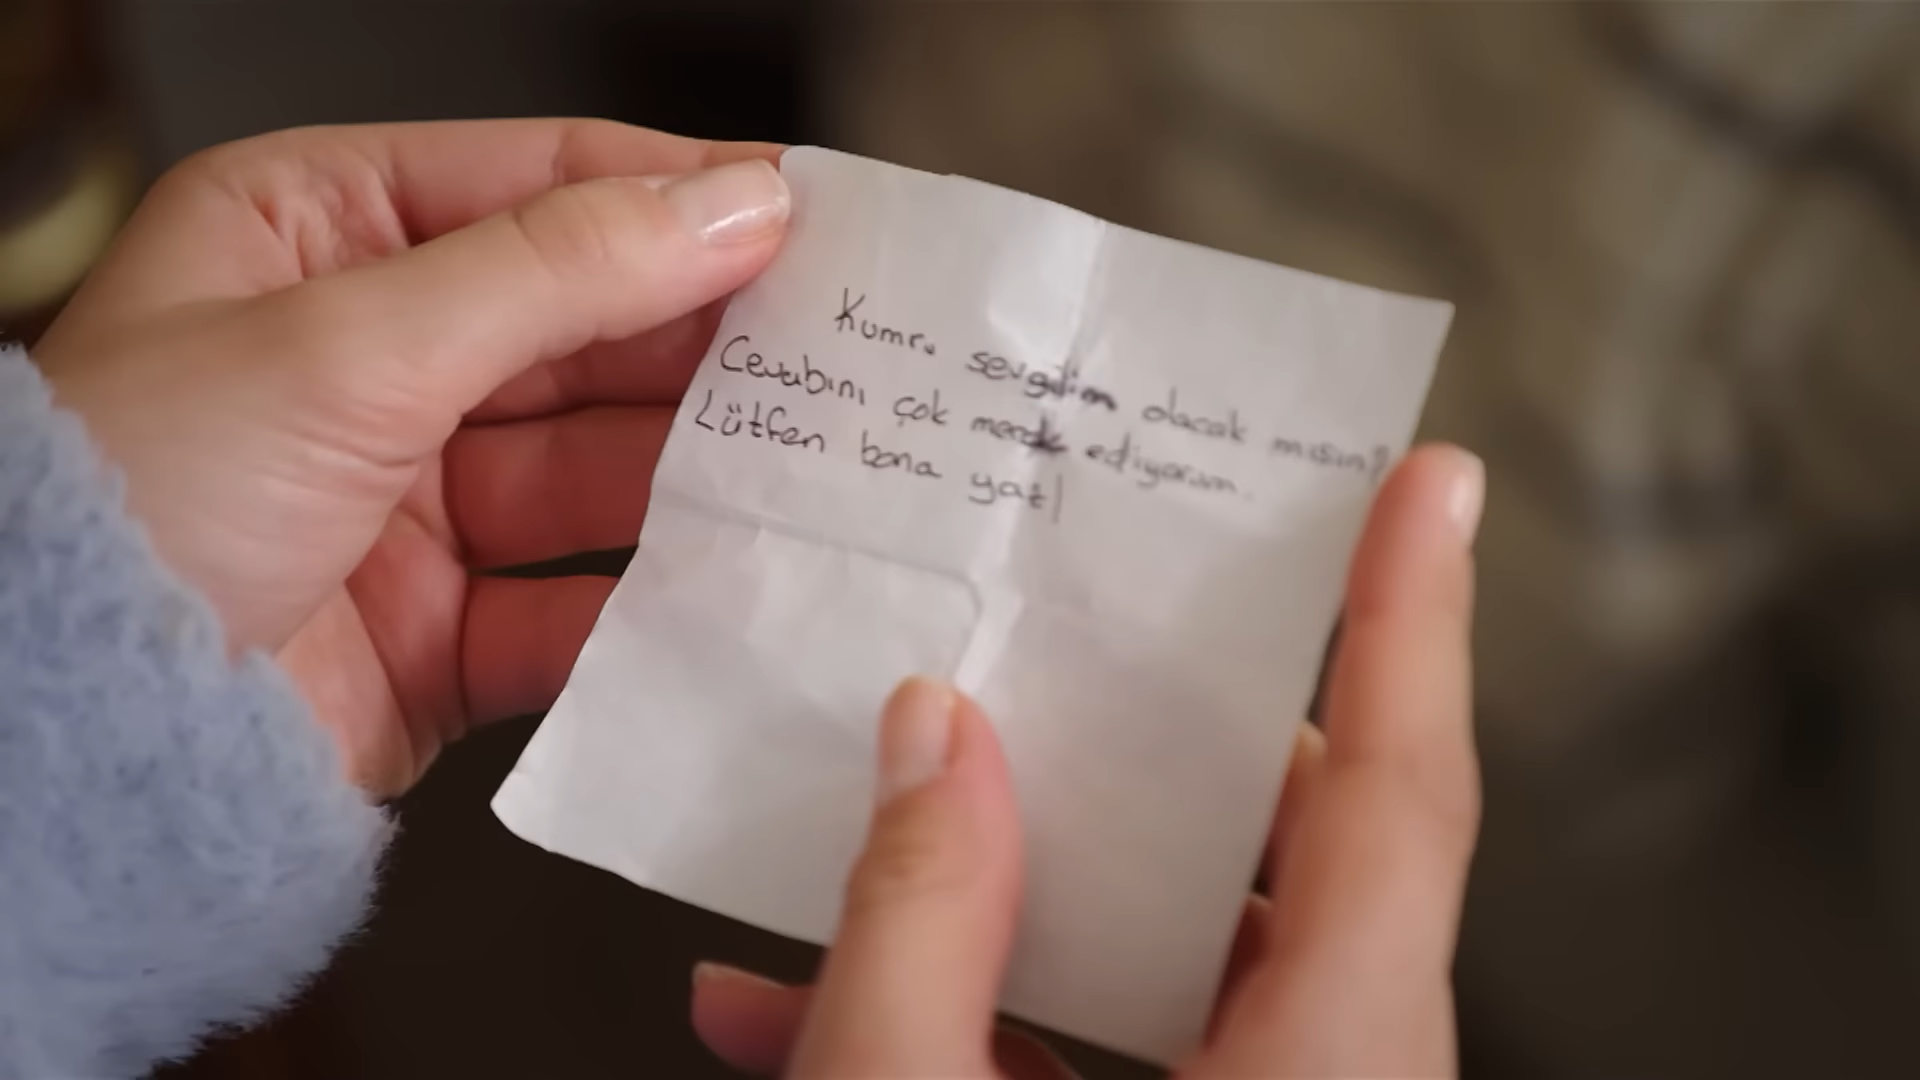 Kumru sevgilim olacak mısın?
Cevabını çok merak ediyorum.
Lütfen bana yaz!